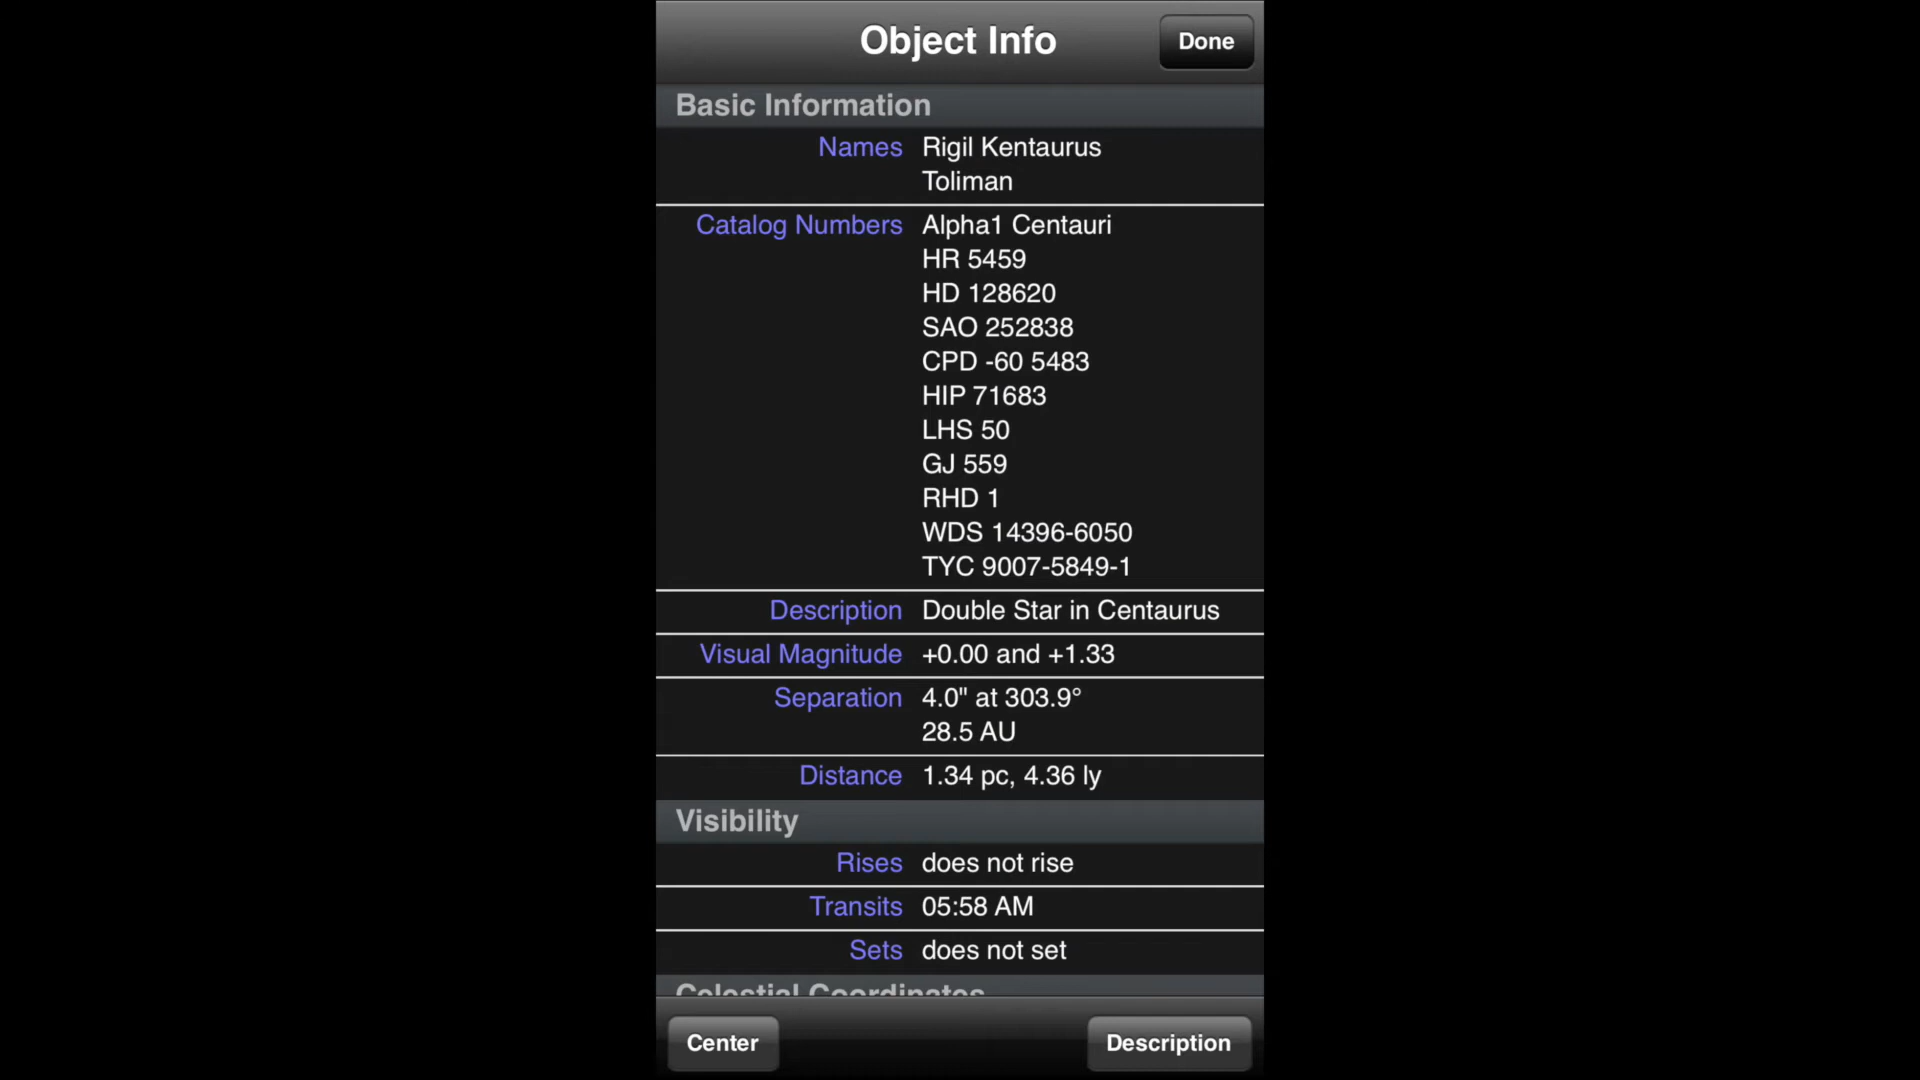 Object Info
Done
Basic Information
Names Rigil Kentaurus
Toliman
Catalog Numbers Alpha1 Centauri
HR 5459
HD 128620
SAO 252838
CPD -60 5483
HIP 71683
LHS 50
GJ 559
RHD 1
WDS 14396-6050
TYC 9007-5849-1
Description Double Star in Centaurus
Visual Magnitude +0.00 and +1.33
Separation 4.0" at 303.9°
28.5 AU
Distance 1.34 pc, 4.36 ly
Visibility
Rises does not rise
Transits 05:58 AM
Sets does not set
Celestial Coordinates
Center
Description